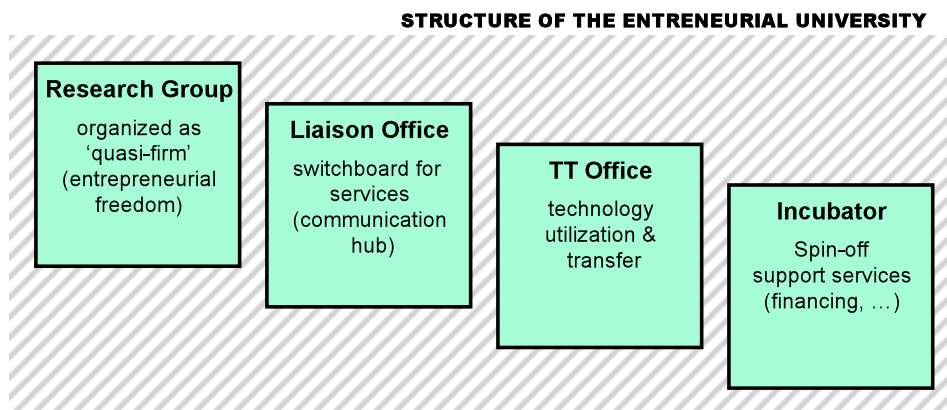 STRUCTURE OF THE ENTRENEURIAL UNIVERSITY
Research Group
organized as
‘quasi-firm’
(entrepreneurial
freedom)
Liaison Office
switchboard for
services
(communication
hub)
TT Office
technology
utilization &
transfer
Incubator
Spin-off
support services
(financing, …)